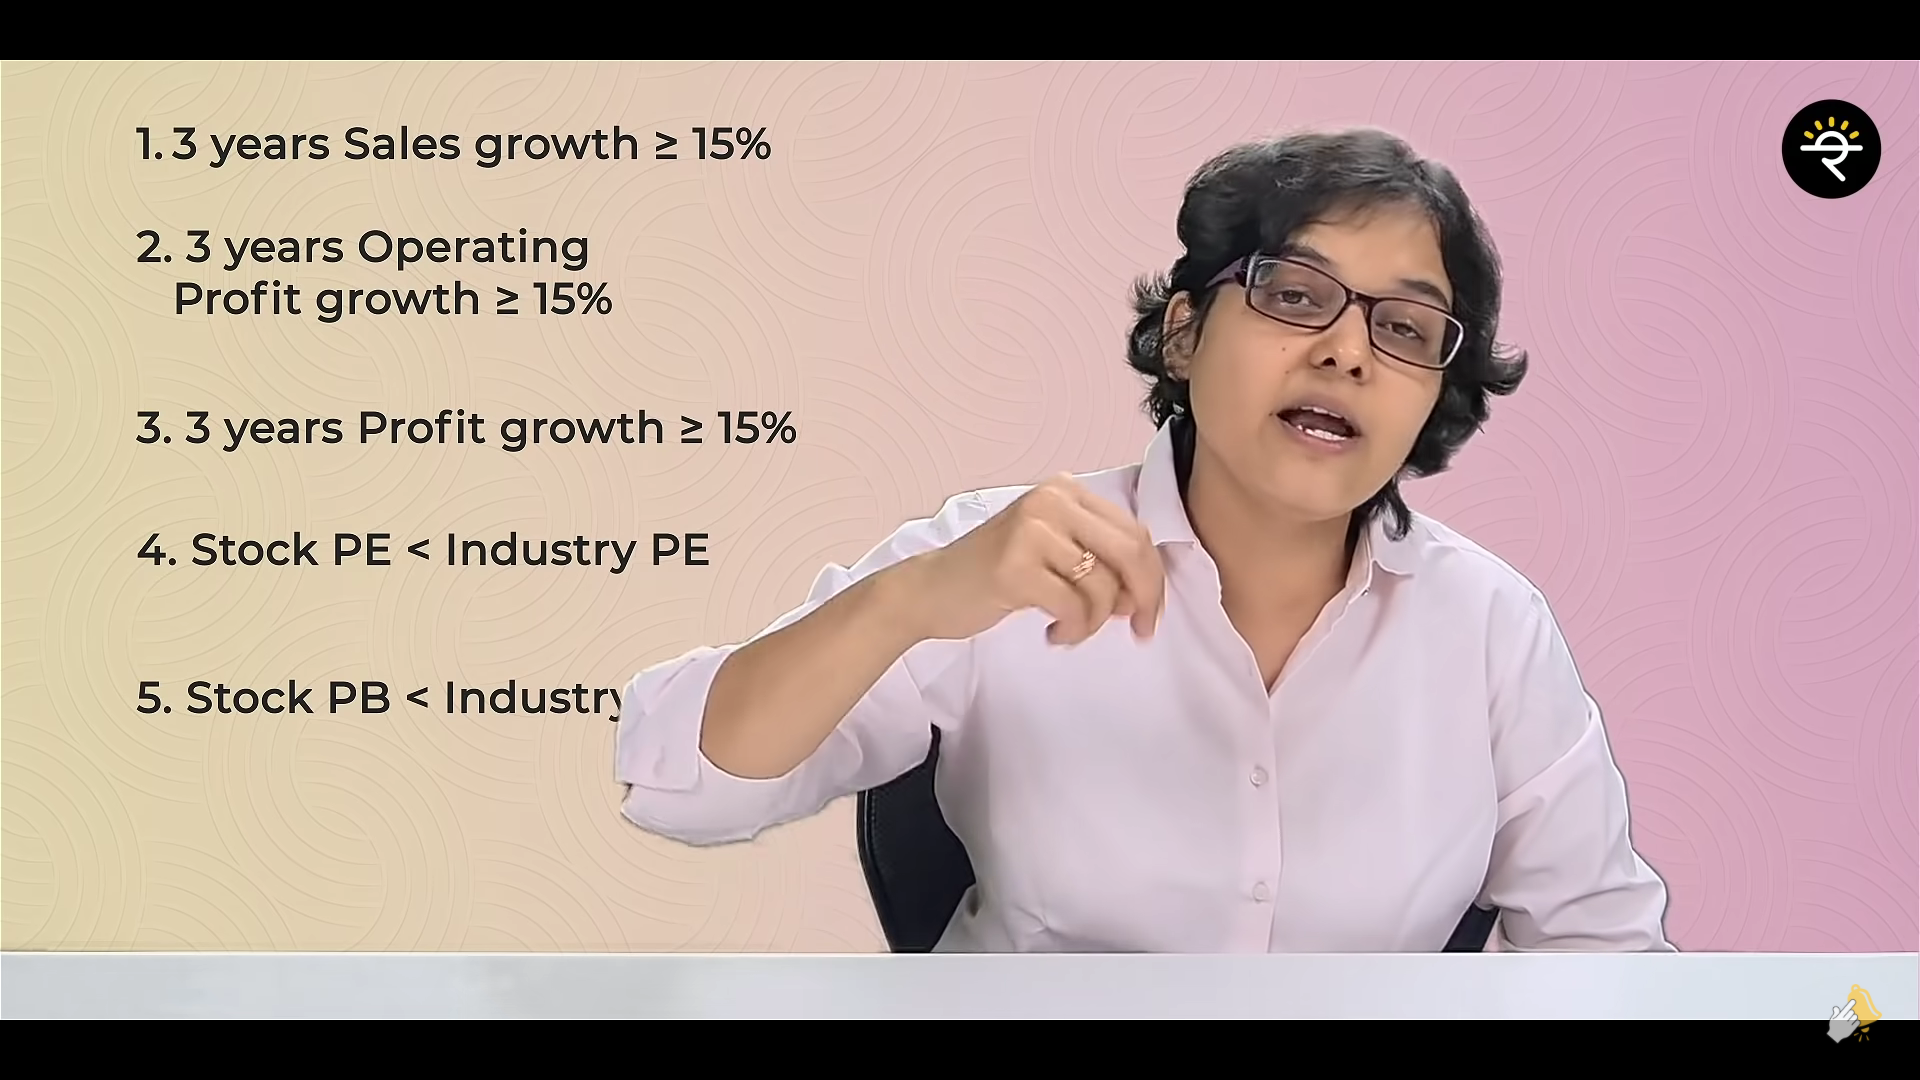 1. 3 years Sales growth ≥ 15%
2. 3 years Operating
Profit growth ≥ 15%
3. 3 years Profit growth ≥ 15%
4. Stock PE < Industry PE
5. Stock PB < Industry